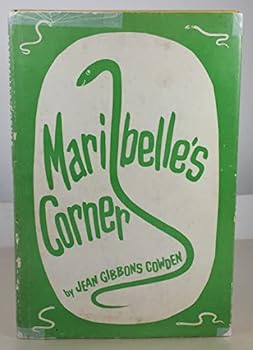 Maribelle's
Corner
by JEAN GIBBONS COWDEN